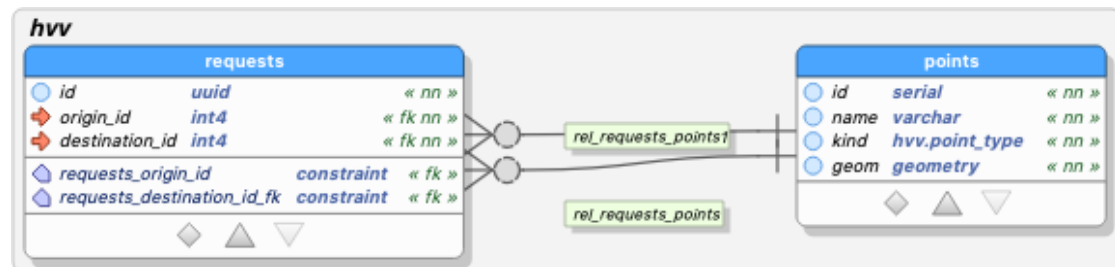 hvv
requests
id uuid « nn »
origin_id int4 « fk nn »
destination_id int4 « fk nn »
requests_origin_id constraint « fk »
requests_destination_id_fk constraint « fk »
rel_requests_points1
rel_requests_points
points
id serial « nn »
name varchar « nn »
kind hvv.point_type « nn »
geom geometry « nn »